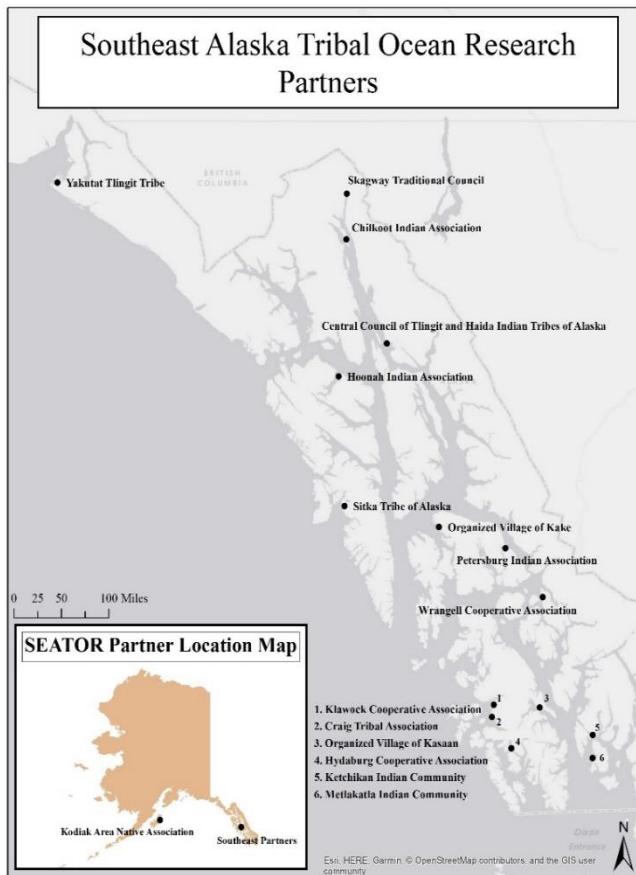 Southeast Alaska Tribal Ocean Research
Partners
BRITISH
COLUMBIA
Yakutat Tlingit Tribe
Skagway Traditional Council
Chilkoot Indian Association
Central Council of Tlingit and Haida Indian Tribes of Alaska
Hoonah Indian Association
Sitka Tribe of Alaska
Organized Village of Kake
Petersburg Indian Association
Wrangell Cooperative Association
0 25 50 100 Miles
SEATOR Partner Location Map
Kodiak Area Native Association
Southeast Partners
1. Klawock Cooperative Association
2. Craig Tribal Association
3. Organized Village of Kasaan
4. Hydaburg Cooperative Association
5. Ketchikan Indian Community
6. Metlakatla Indian Community
1
2
3
4
5
6
N
Dixon
Entrance
Esri, HERE, Garmin, © OpenStreetMap contributors, and the GIS user
community